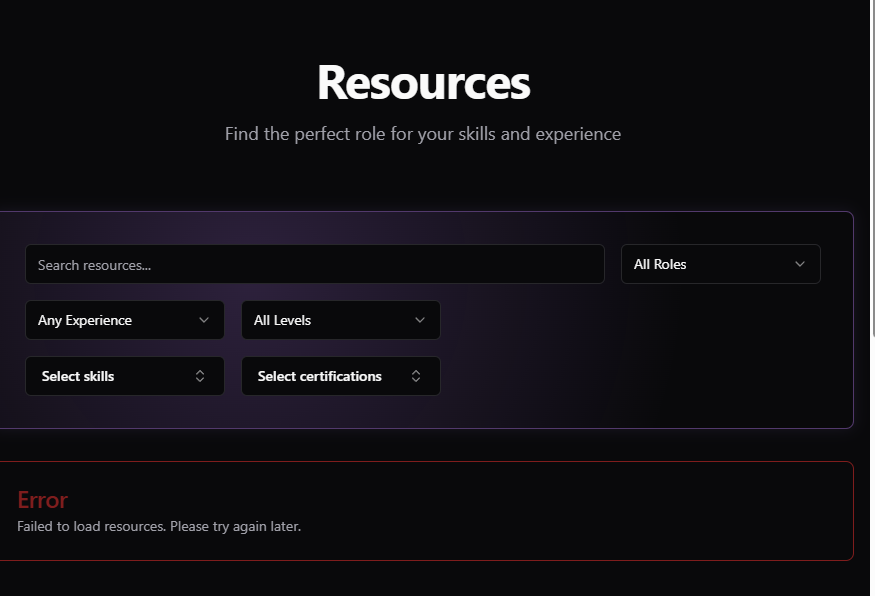 Resources
Find the perfect role for your skills and experience
Search resources...
All Roles
Any Experience
All Levels
Select skills
Select certifications
Error
Failed to load resources. Please try again later.